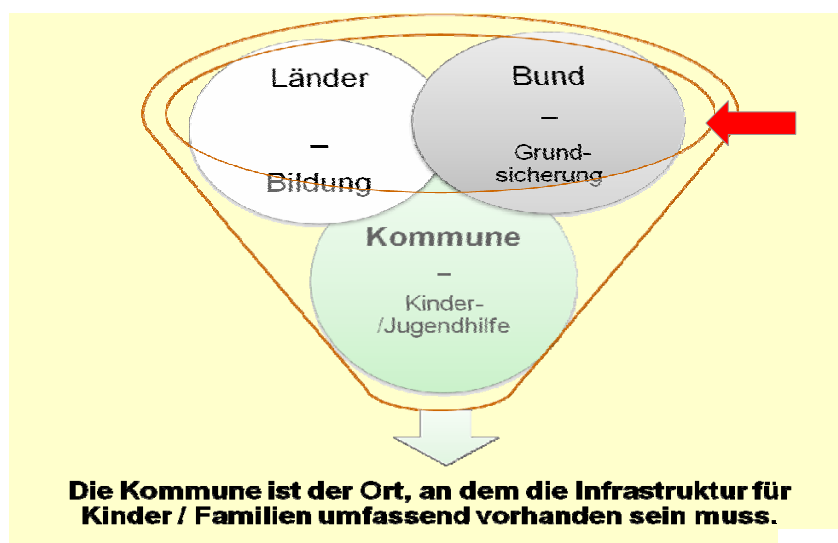 Länder
–
Bildung
Bund
–
Grund-
sicherung
Kommune
–
Kinder-
/Jugendhilfe
Die Kommune ist der Ort, an dem die Infrastruktur für
Kinder / Familien umfassend vorhanden sein muss.